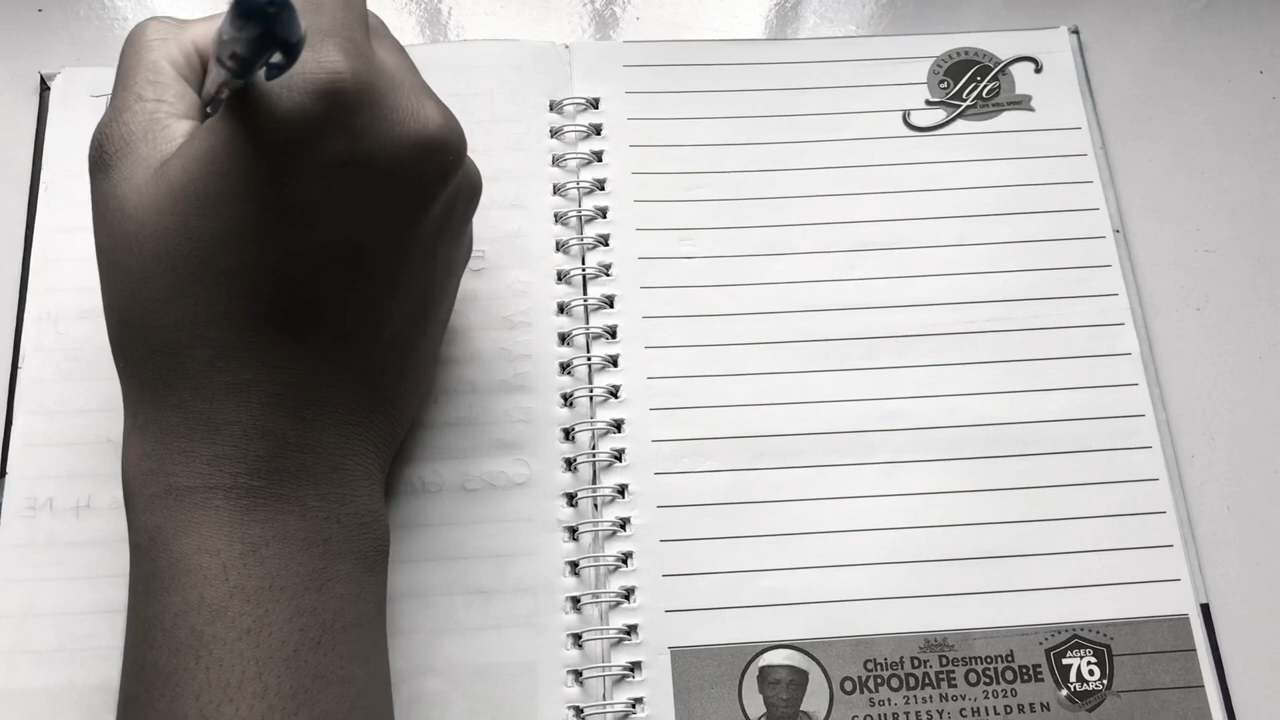 CELEBRATION
of Life
LIFE WELL SPENT
Chief Dr. Desmond
OKPODAFE OSIOBE
Sat. 21st Nov., 2020
COURTESY: CHILDREN
AGED
76
YEARS